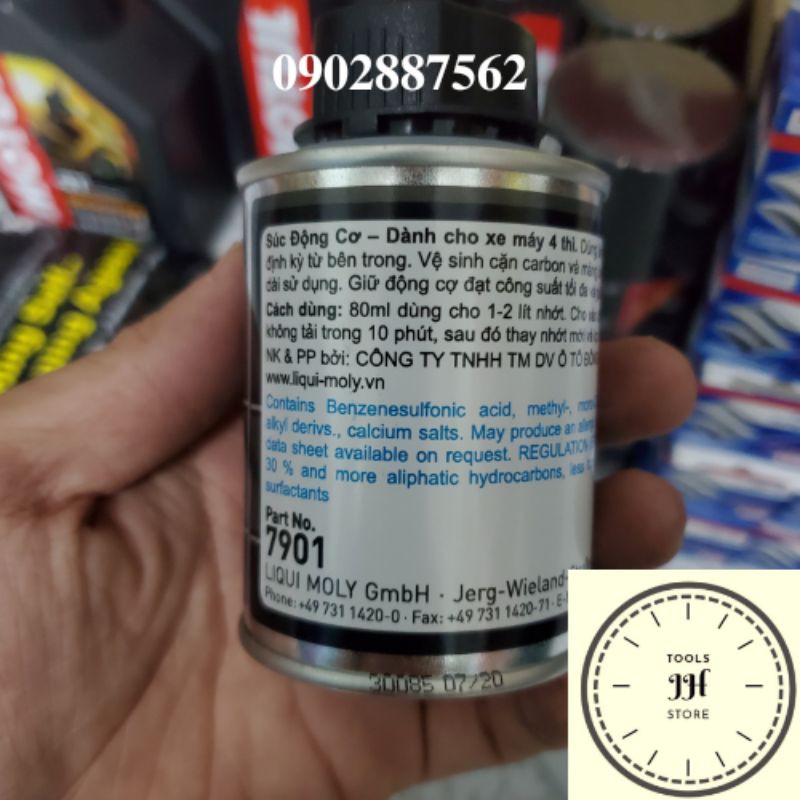 0902887562
Súc Động Cơ – Dành cho xe máy 4 thì.
định kỳ từ bên trong. Vệ sinh cặn carbon và
dài sử dụng. Giữ động cơ đạt công suất tối đa
Cách dùng: 80ml dùng cho 1-2 lít nhớt. Cho
không tải trong 10 phút, sau đó thay nhớt mới
NK & PP bởi: CÔNG TY TNHH TM DV Ô TÔ
www.liqui-moly.vn
Contains Benzenesulfonic acid, methyl-,
alkyl derivs., calcium salts. May produce an
data sheet available on request. REGULATION
30 % and more aliphatic hydrocarbons, less
surfactants
Part No.
7901
LIQUI MOLY GmbH · Jerg-Wieland-
Phone: +49 731 1420-0 · Fax: +49 731 1420-71 ·
30085 07/20
TOOLS
JJH
STORE